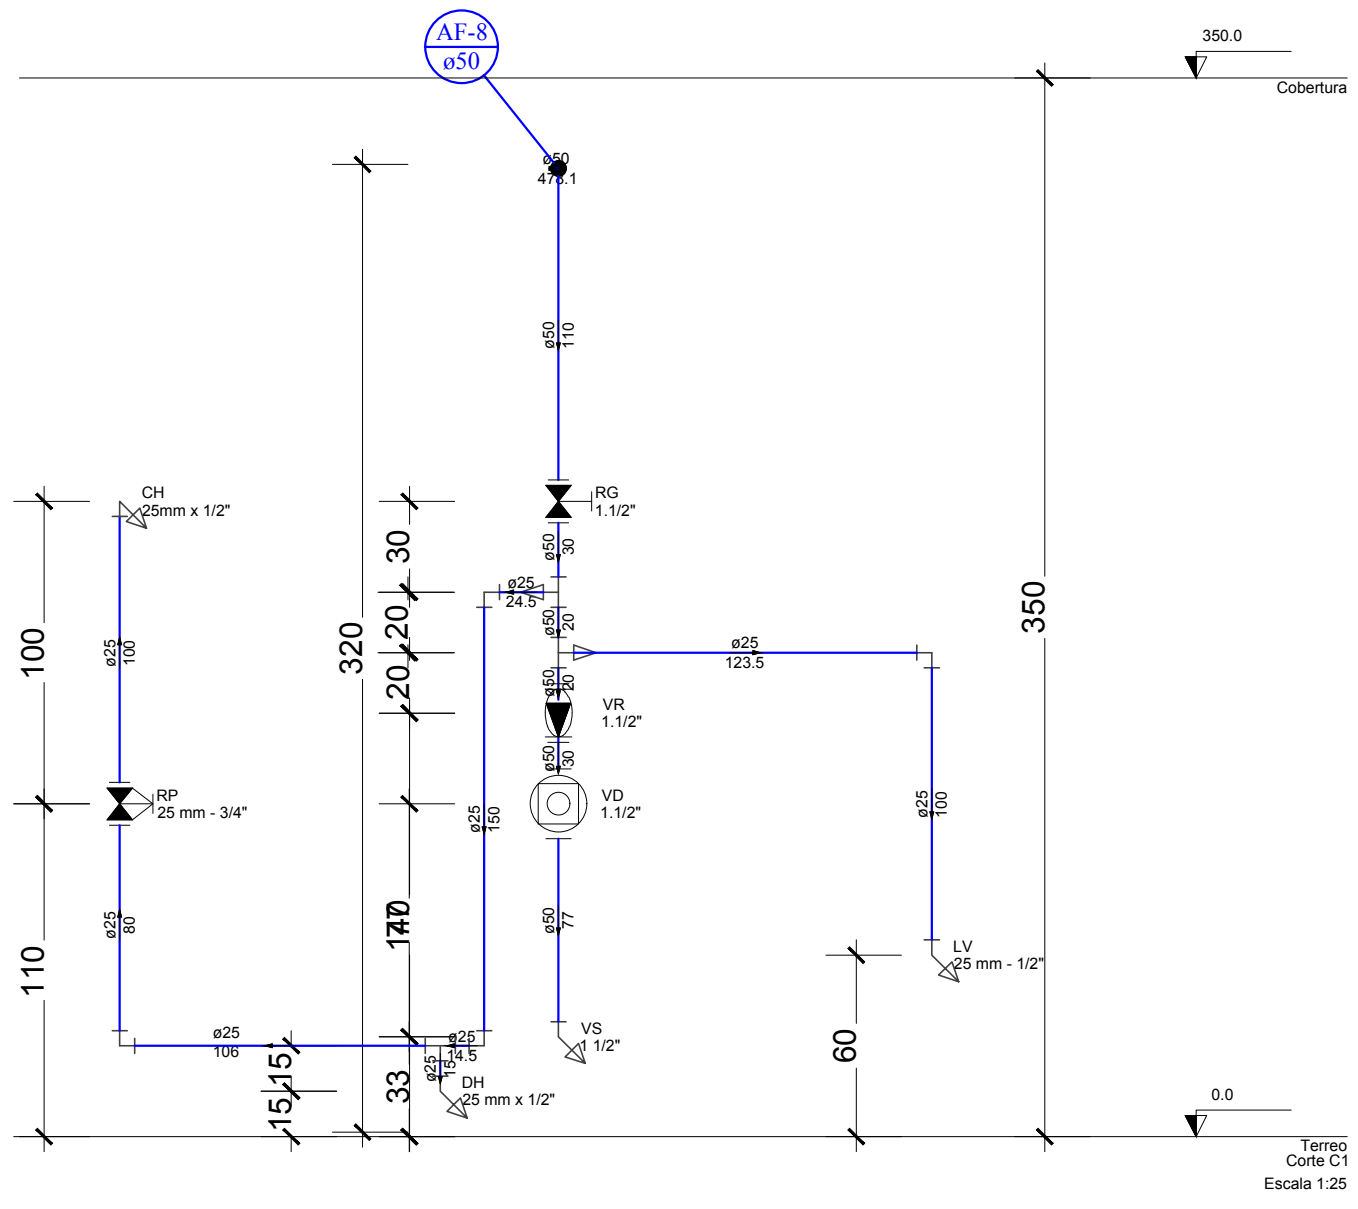 AF-8
ø50
350.0
Cobertura
ø50
478.1
ø50
110
CH
25mm x 1/2"
RG
1.1/2"
30
ø50
30
ø25
24.5
20
ø50
20
100
320
350
ø25
100
ø25
123.5
20
ø50
20
VR
1.1/2"
ø50
30
RP
25 mm - 3/4"
VD
1.1/2"
ø25
150
ø25
100
ø25
80
ø50
77
110
LV
25 mm - 1/2"
60
ø25
106
ø25
14.5
VS
1 1/2"
15
ø25
15
33
DH
25 mm x 1/2"
15
0.0
Terreo
Corte C1
Escala 1:25